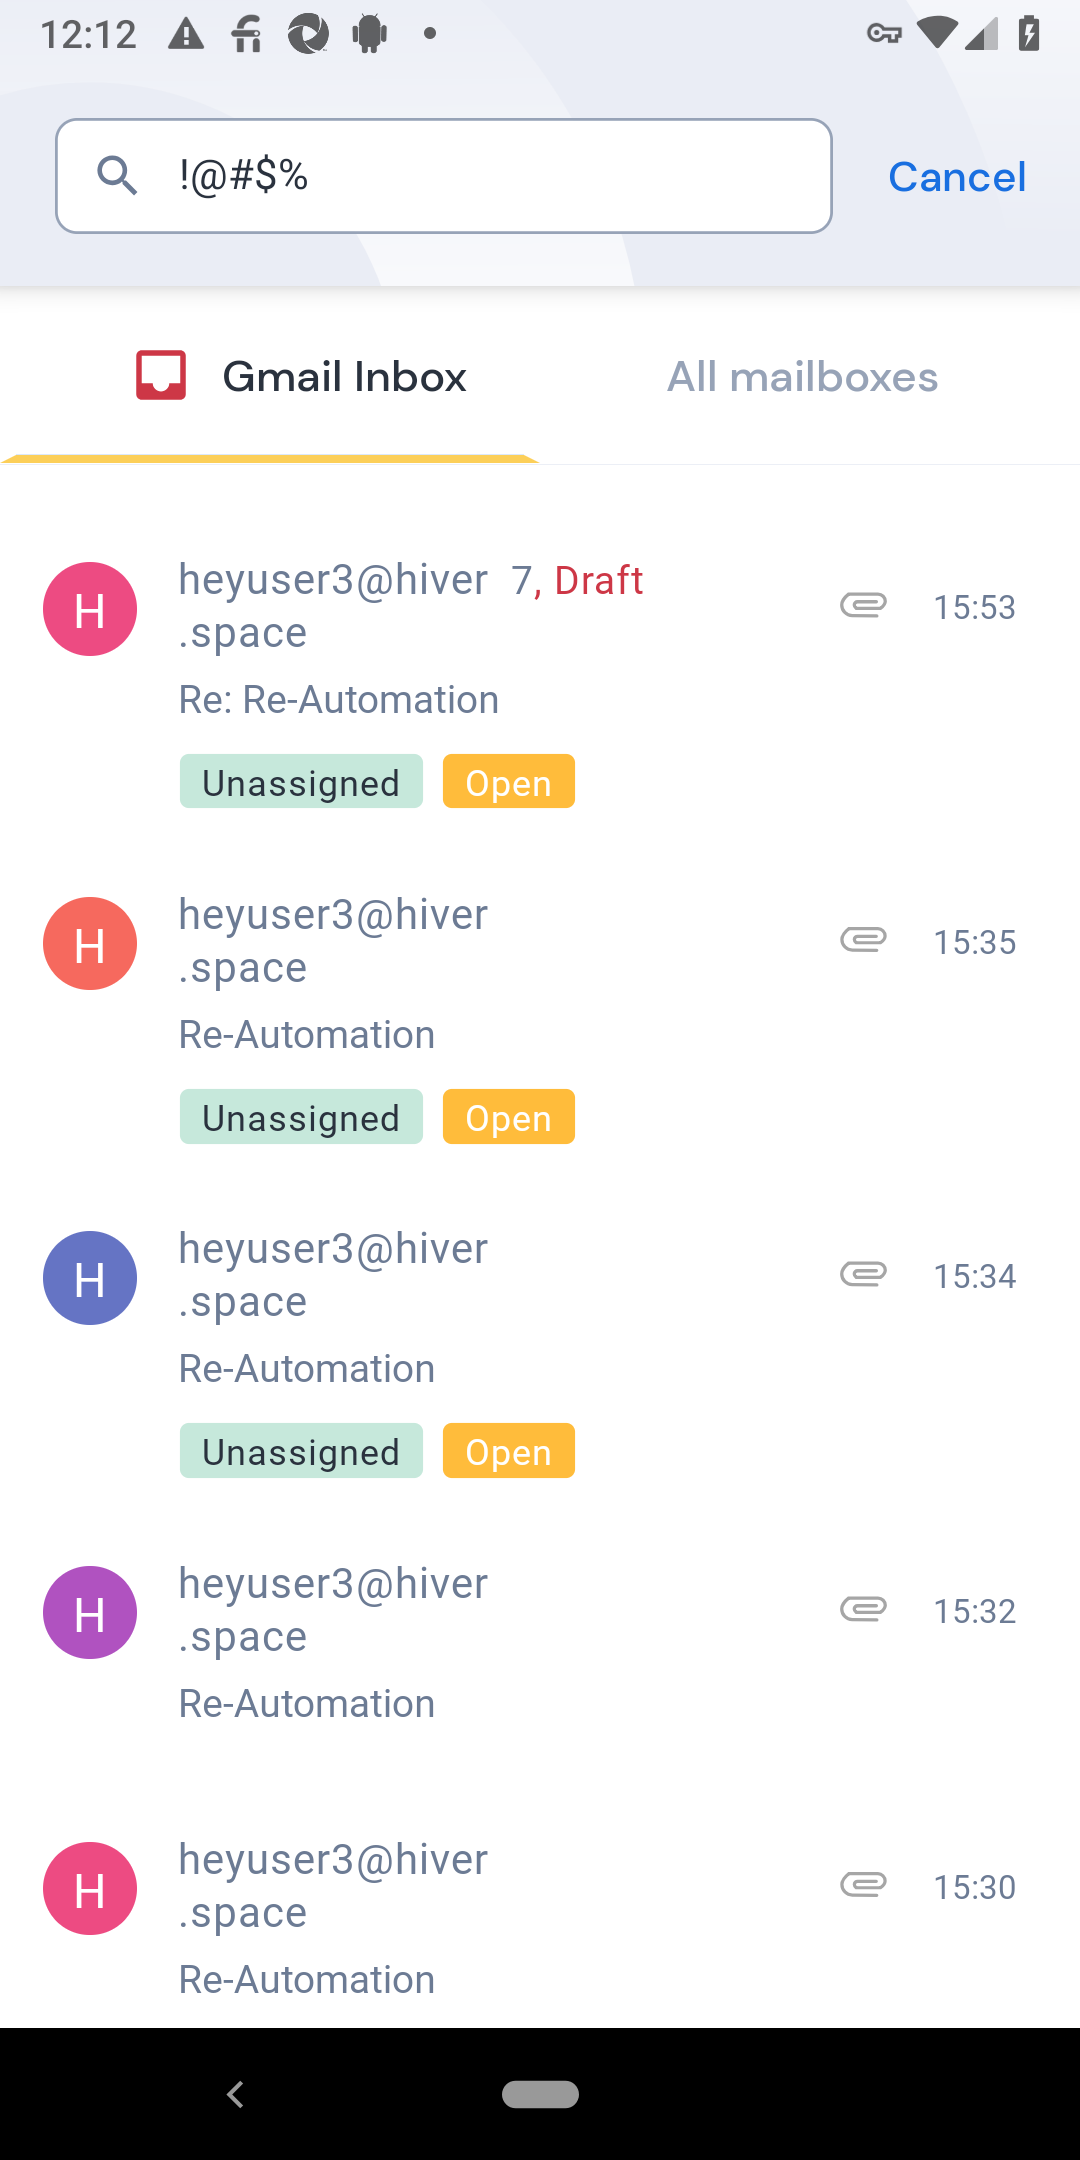 12:12
!@#$%
Cancel
Gmail Inbox
All mailboxes
H
heyuser3@hiver 7, Draft
.space
15:53
Re: Re-Automation
Unassigned Open
H
heyuser3@hiver
.space
15:35
Re-Automation
Unassigned Open
H
heyuser3@hiver
.space
15:34
Re-Automation
Unassigned Open
H
heyuser3@hiver
.space
15:32
Re-Automation
H
heyuser3@hiver
.space
15:30
Re-Automation